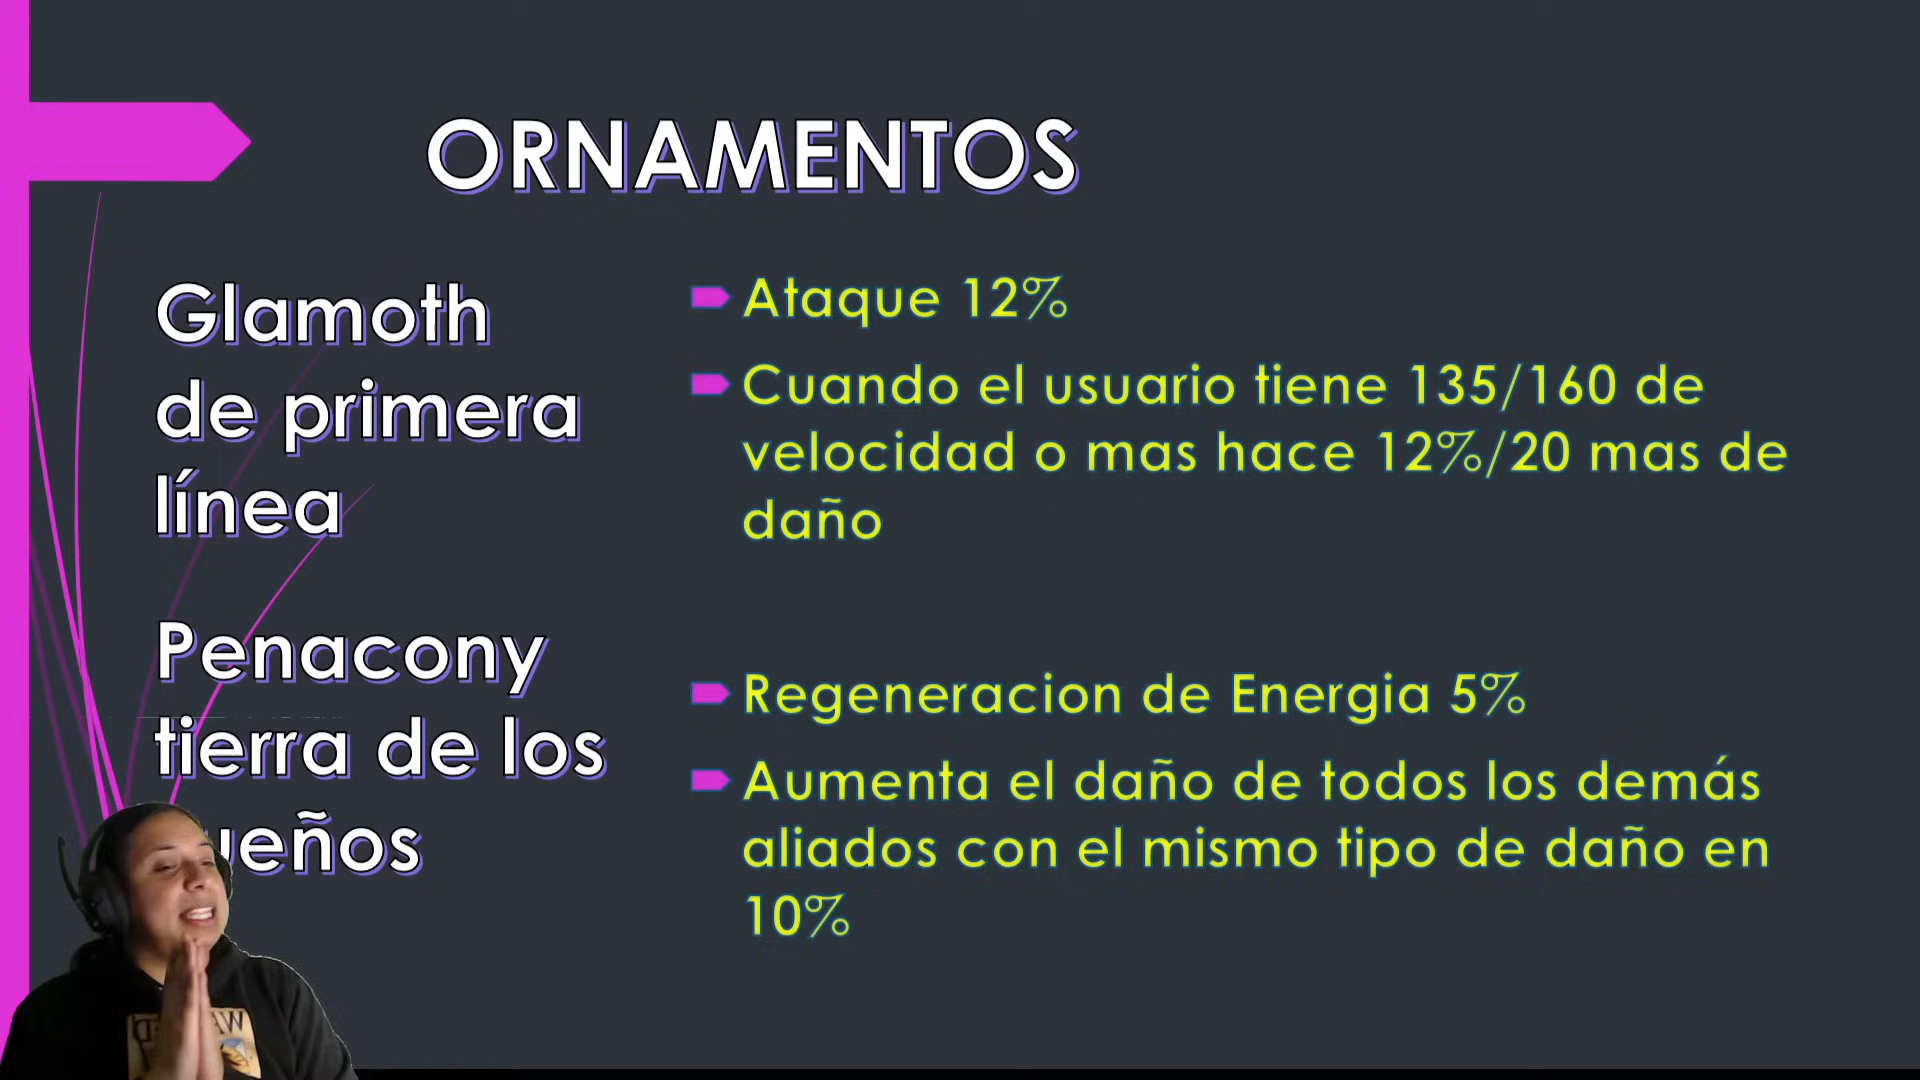 ORNAMENTOS
Glamoth
de primera
línea
Ataque 12%
Cuando el usuario tiene 135/160 de
velocidad o mas hace 12%/20 mas de
daño
Penacony
tierra de los
ueños
Regeneracion de Energia 5%
Aumenta el daño de todos los demás
aliados con el mismo tipo de daño en
10%